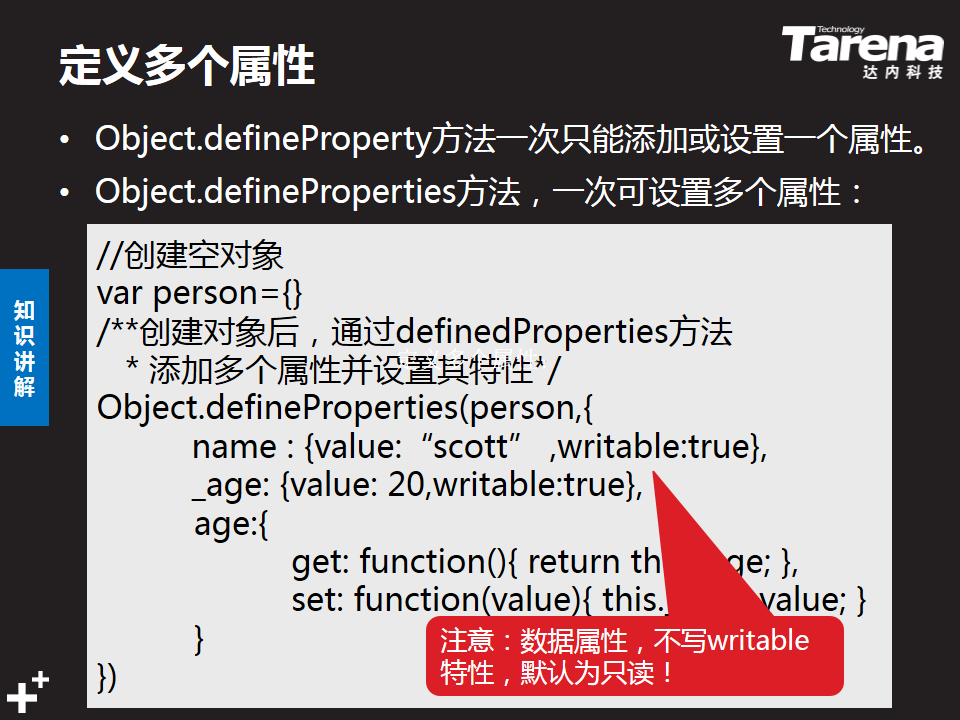 定义多个属性
Technology
Tarena
达内科技
• Object.defineProperty方法一次只能添加或设置一个属性。
• Object.defineProperties方法，一次可设置多个属性：
知识讲解
//创建空对象
var person={}
/**创建对象后，通过definedProperties方法
* 添加多个属性并设置其特性*/
Object.defineProperties(person,{
name : {value:“scott” ,writable:true},
_age: {value: 20,writable:true},
age:{
get: function(){ return th ge; },
set: function(value){ this. value; }
}
})
注意：数据属性，不写writable
特性，默认为只读！